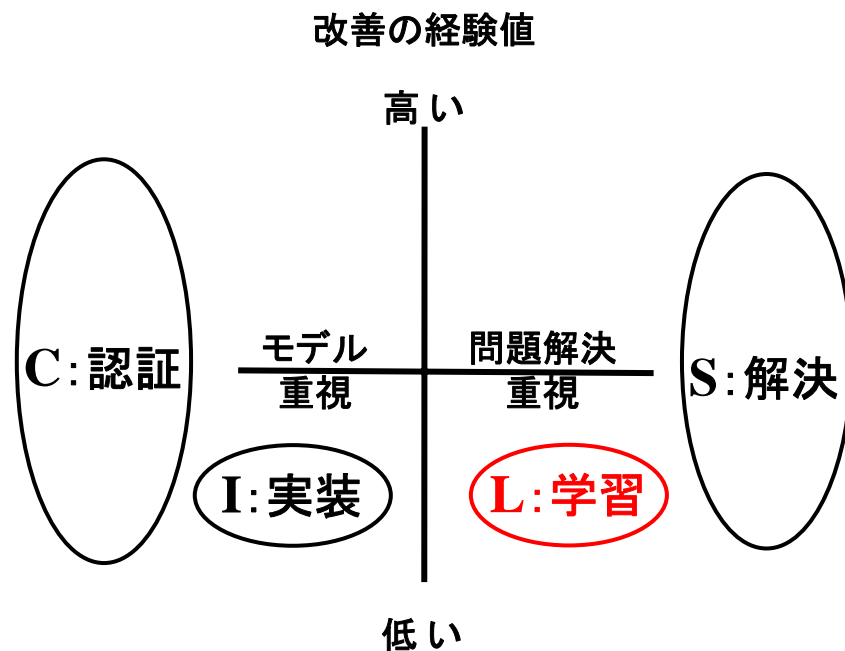 改善の経験値
高い
モデル
重視
問題解決
重視
C:認証
S:解決
I:実装
L:学習
低い